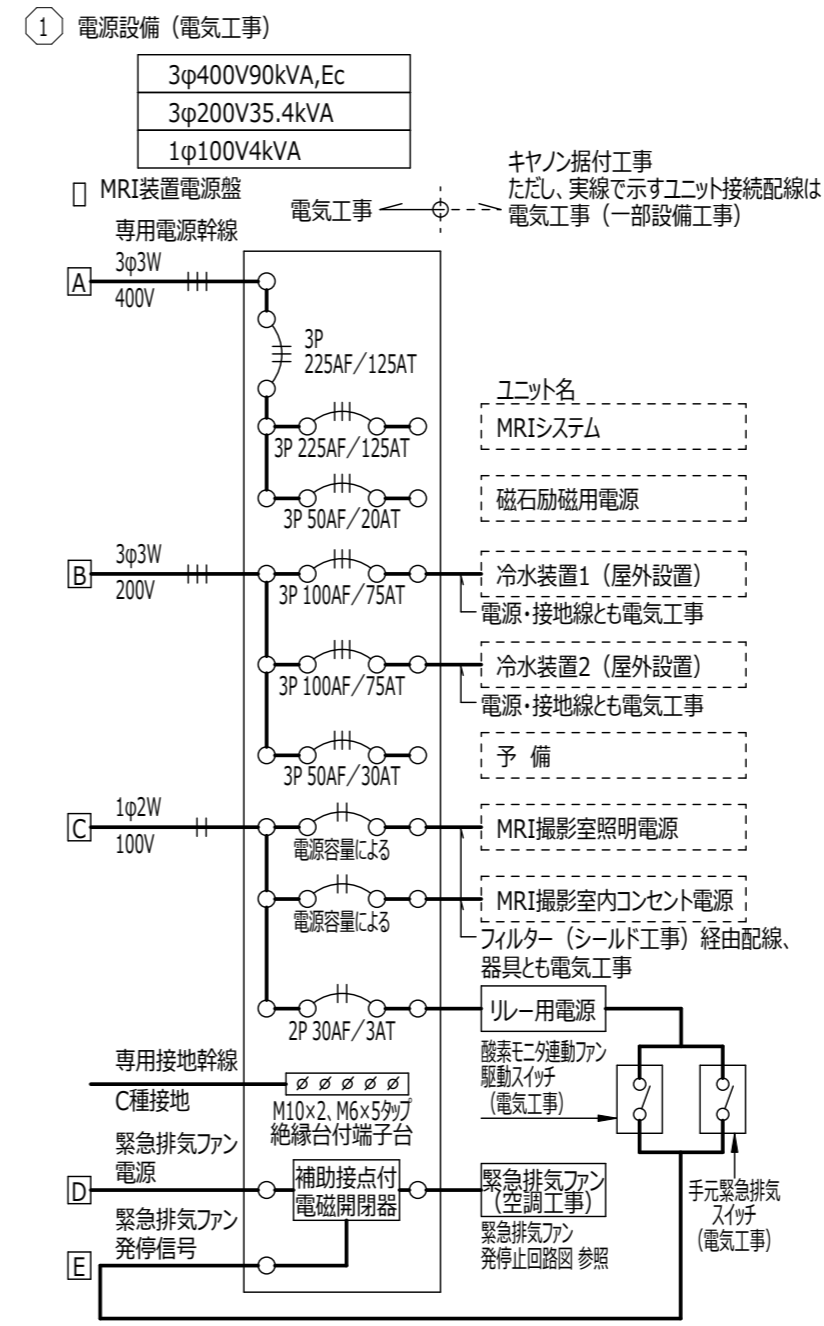 1 電源設備（電気工事）
3φ400V90kVA,Ec
3φ200V35.4kVA
1φ100V4kVA
MRI装置電源盤
電気工事
キヤノン据付工事
ただし、実線で示すユニット接続配線は
電気工事（一部設備工事）
専用電源幹線
A
3φ3W
400V
3P
225AF/125AT
ユニット名
3P 225AF/125AT
MRIシステム
3P 50AF/20AT
磁石励磁用電源
B
3φ3W
200V
3P 100AF/75AT
冷水装置1（屋外設置）
電源・接地線とも電気工事
3P 100AF/75AT
冷水装置2（屋外設置）
電源・接地線とも電気工事
3P 50AF/30AT
予 備
C
1φ2W
100V
電源容量による
MRI撮影室照明電源
電源容量による
MRI撮影室内コンセント電源
フィルター（シールド工事）経由配線、
器具とも電気工事
2P 30AF/3AT
リレー用電源
酸素モニタ連動ファン
駆動スイッチ
（電気工事）
専用接地幹線
C種接地
M10×2、M6×5タップ
絶縁台付端子台
緊急排気ファン
電源
D
補助接点付
電磁開閉器
緊急排気ファン
（空調工事）
緊急排気ファン
発停止回路図 参照
手元緊急排気
スイッチ
（電気工事）
緊急排気ファン
発停信号
E